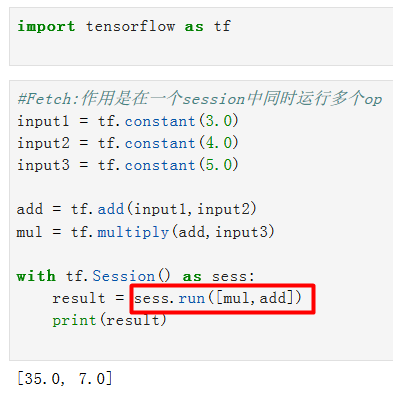 import tensorflow as tf
#Fetch:作用是在一个session中同时运行多个op
input1 = tf.constant(3.0)
input2 = tf.constant(4.0)
input3 = tf.constant(5.0)
add = tf.add(input1,input2)
mul = tf.multiply(add,input3)
with tf.Session() as sess:
    result = sess.run([mul,add])
    print(result)
[35.0, 7.0]